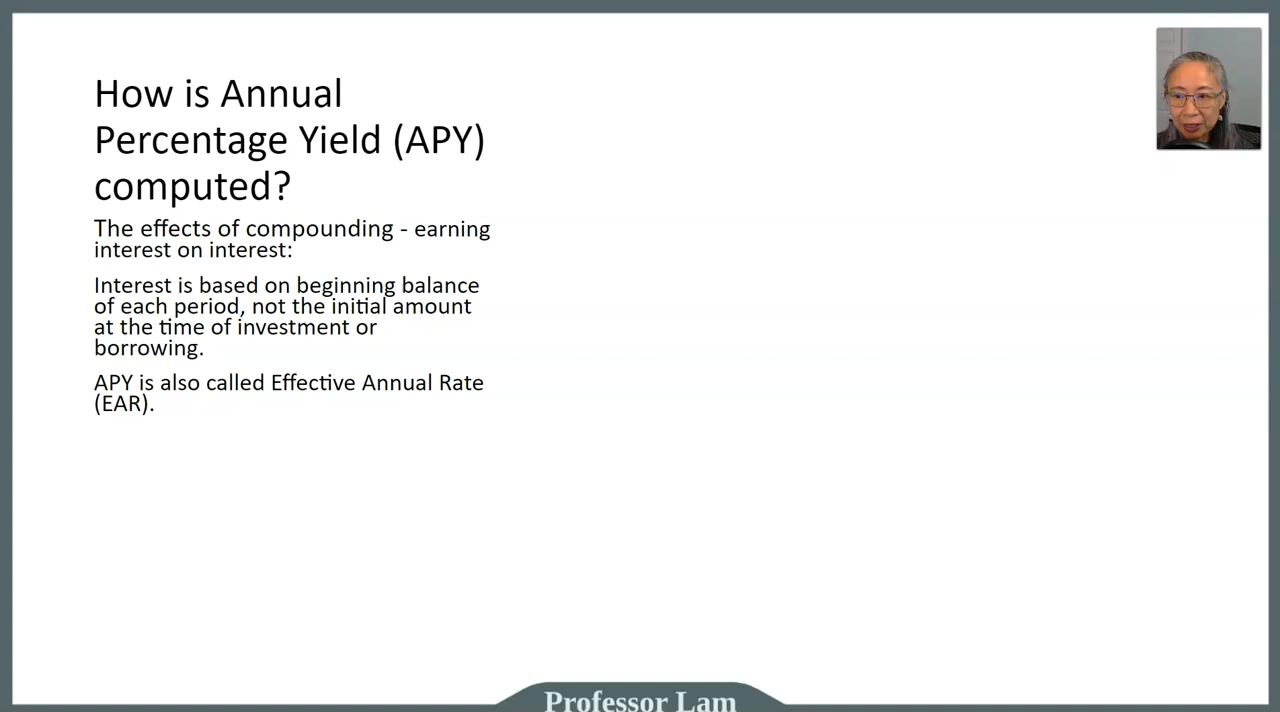 How is Annual
Percentage Yield (APY)
computed?
The effects of compounding - earning
interest on interest:
Interest is based on beginning balance
of each period, not the initial amount
at the time of investment or
borrowing.
APY is also called Effective Annual Rate
(EAR).
Professor Lam